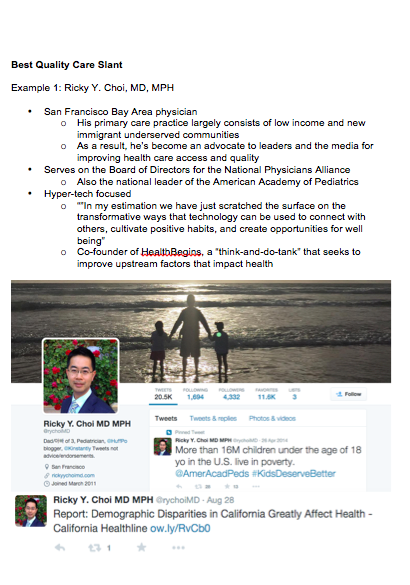 Best Quality Care Slant
Example 1: Ricky Y. Choi, MD, MPH
• San Francisco Bay Area physician
o His primary care practice largely consists of low income and new
immigrant underserved communities
o As a result, he's become an advocate to leaders and the media for
improving health care access and quality
• Serves on the Board of Directors for the National Physicians Alliance
o Also the national leader of the American Academy of Pediatrics
• Hyper-tech focused
o ""In my estimation we have just scratched the surface on the
transformative ways that technology can be used to connect with
others, cultivate positive habits, and create opportunities for well
being"
o Co-founder of HealthBegins, a "think-and-do-tank" that seeks to
improve upstream factors that impact health
TWEETS FOLLOWING FOLLOWERS FAVORITES LISTS
20.5K 1,694 4,332 11.6K 3
Follow
Ricky Y. Choi MD MPH
@rychoiMD
Dad/Hf of 3, Pediatrician, @HuffPo
blogger, @Kinstantly Tweets not
advice/endorsements.
San Francisco
rickyychoimd.com
Joined March 2011
Tweets Tweets & replies Photos & videos
Pinned Tweet
Ricky Y. Choi MD MPH @rychoiMD · 26 Apr 2014
More than 16M children under the age of 18
yo in the U.S. live in poverty.
@AmerAcadPeds #KidsDeserveBetter
Ricky Y. Choi MD MPH @rychoiMD · Aug 28
Report: Demographic Disparities in California Greatly Affect Health -
California Healthline ow.ly/RvCb0
1